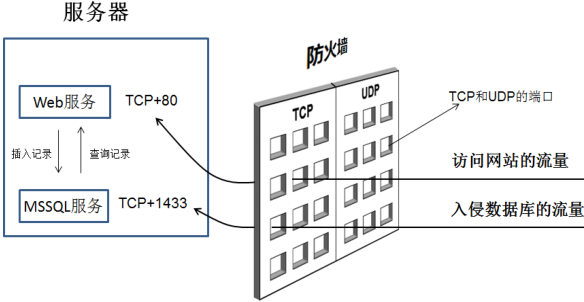 服务器
防火墙
Web服务
TCP+80
TCP
UDP
TCP和UDP的端口
插入记录
查询记录
访问网站的流量
MSSQL服务
TCP+1433
入侵数据库的流量